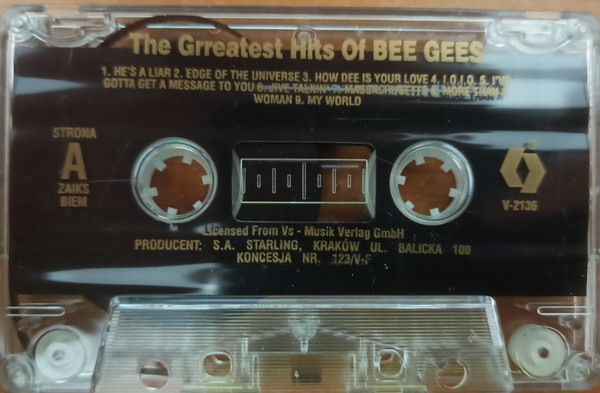 The Grreatest Hits Of BEE GEES
1. HE'S A LIAR 2. EDGE OF THE UNIVERSE 3. HOW DEE IS YOUR LOVE 4. I.O.I.O. 5. I'VE
GOTTA GET A MESSAGE TO YOU 6. JIVE TALKIN' 7. MASSACHUSETTS 8. MORE THAN A
WOMAN 9. MY WORLD
STRONA
A
ZAIKS
BIEM
V-2136
Licensed From Vs - Musik Verlag GmbH
PRODUCENT: S.A. STARLING, KRAKÓW UL. BALICKA 100
KONCESJA NR. 123/V-F